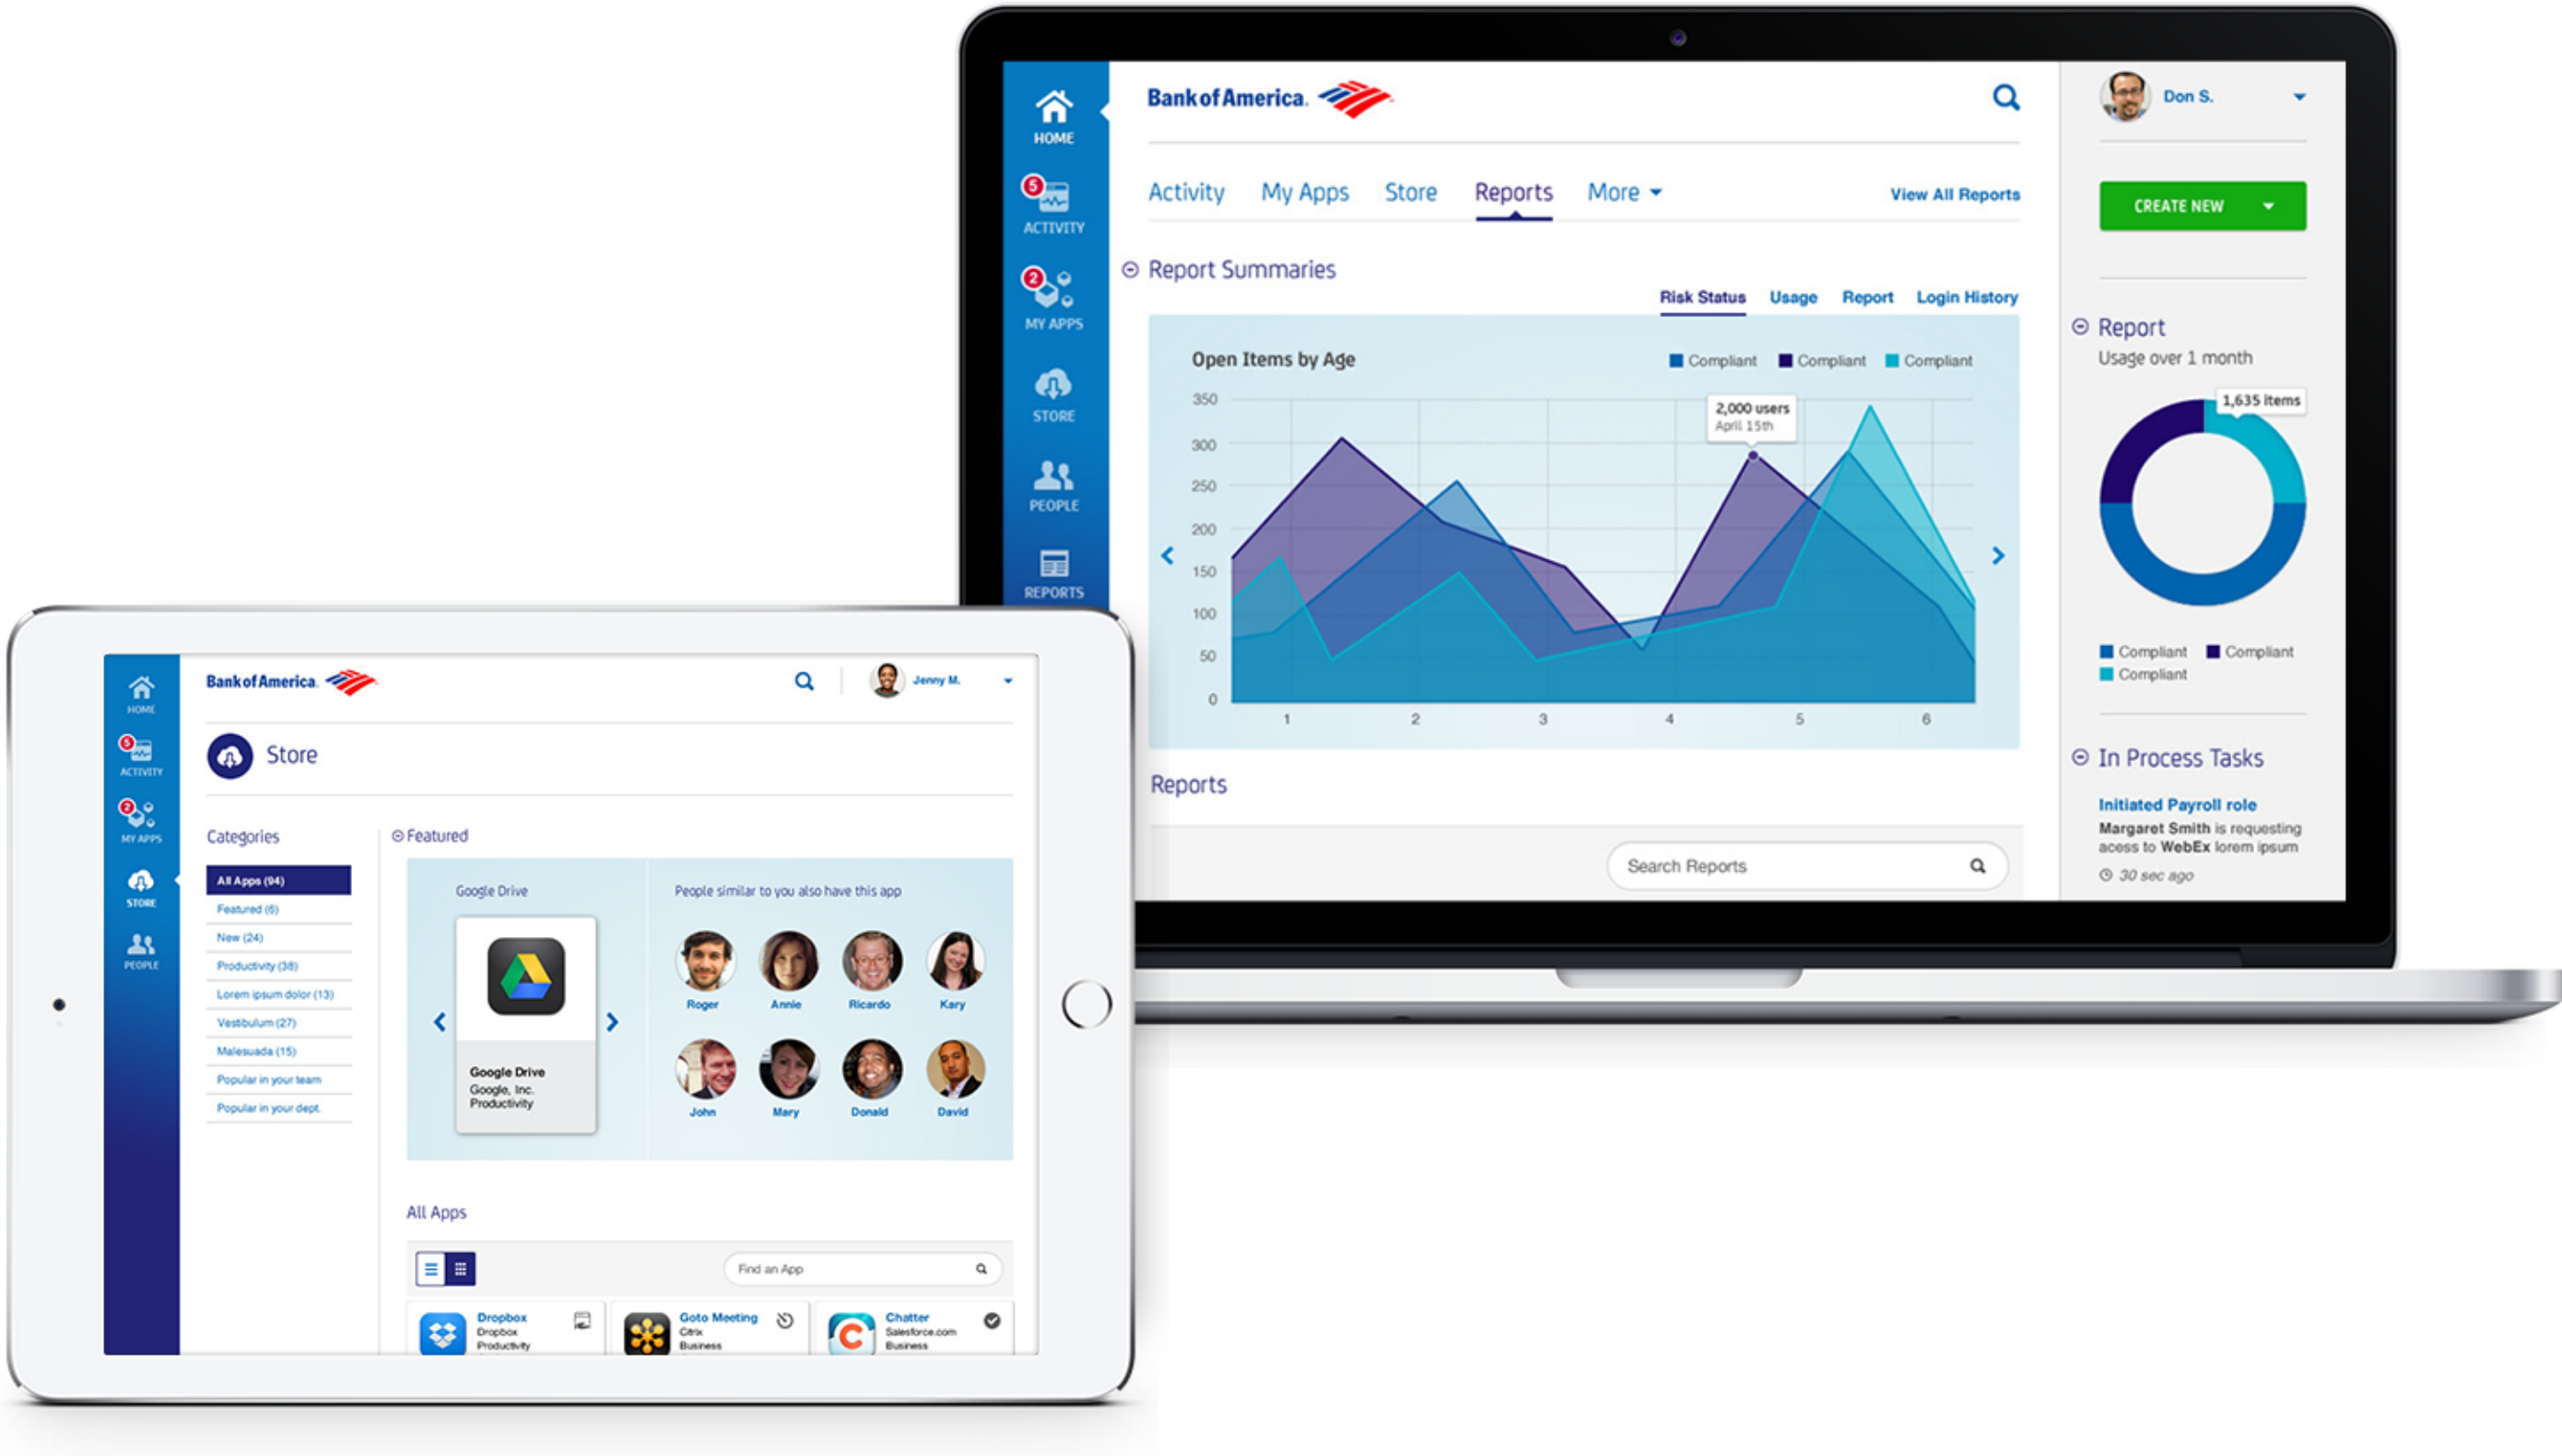 HOME
ACTIVITY
5
MY APPS
2
STORE
PEOPLE
REPORTS
Bank of America.
Activity My Apps Store Reports More View All Reports
Report Summaries
Risk Status Usage Report Login History
Open Items by Age
Compliant Compliant Compliant
350
300
250
200
150
100
50
0
2,000 users
April 15th
1 2 3 4 5 6
Reports
Search Reports
Don S.
CREATE NEW
Report
Usage over 1 month
1,635 items
Compliant Compliant
Compliant
In Process Tasks
Initiated Payroll role
Margaret Smith is requesting
acess to WebEx lorem ipsum
30 sec ago
HOME
5
ACTIVITY
2
MY APPS
STORE
PEOPLE
Bank of America.
Jenny M.
Store
Categories
All Apps (94)
Featured (6)
New (24)
Productivity (38)
Lorem ipsum dolor (13)
Vestibulum (27)
Malesuada (15)
Popular in your team
Popular in your dept.
Featured
Google Drive
Google Drive
Google, Inc.
Productivity
People similar to you also have this app
Roger Annie Ricardo Kary
John Mary Donald David
All Apps
Find an App
Dropbox
Dropbox
Productivity
Goto Meeting
Citrix
Business
Chatter
Salesforce.com
Business